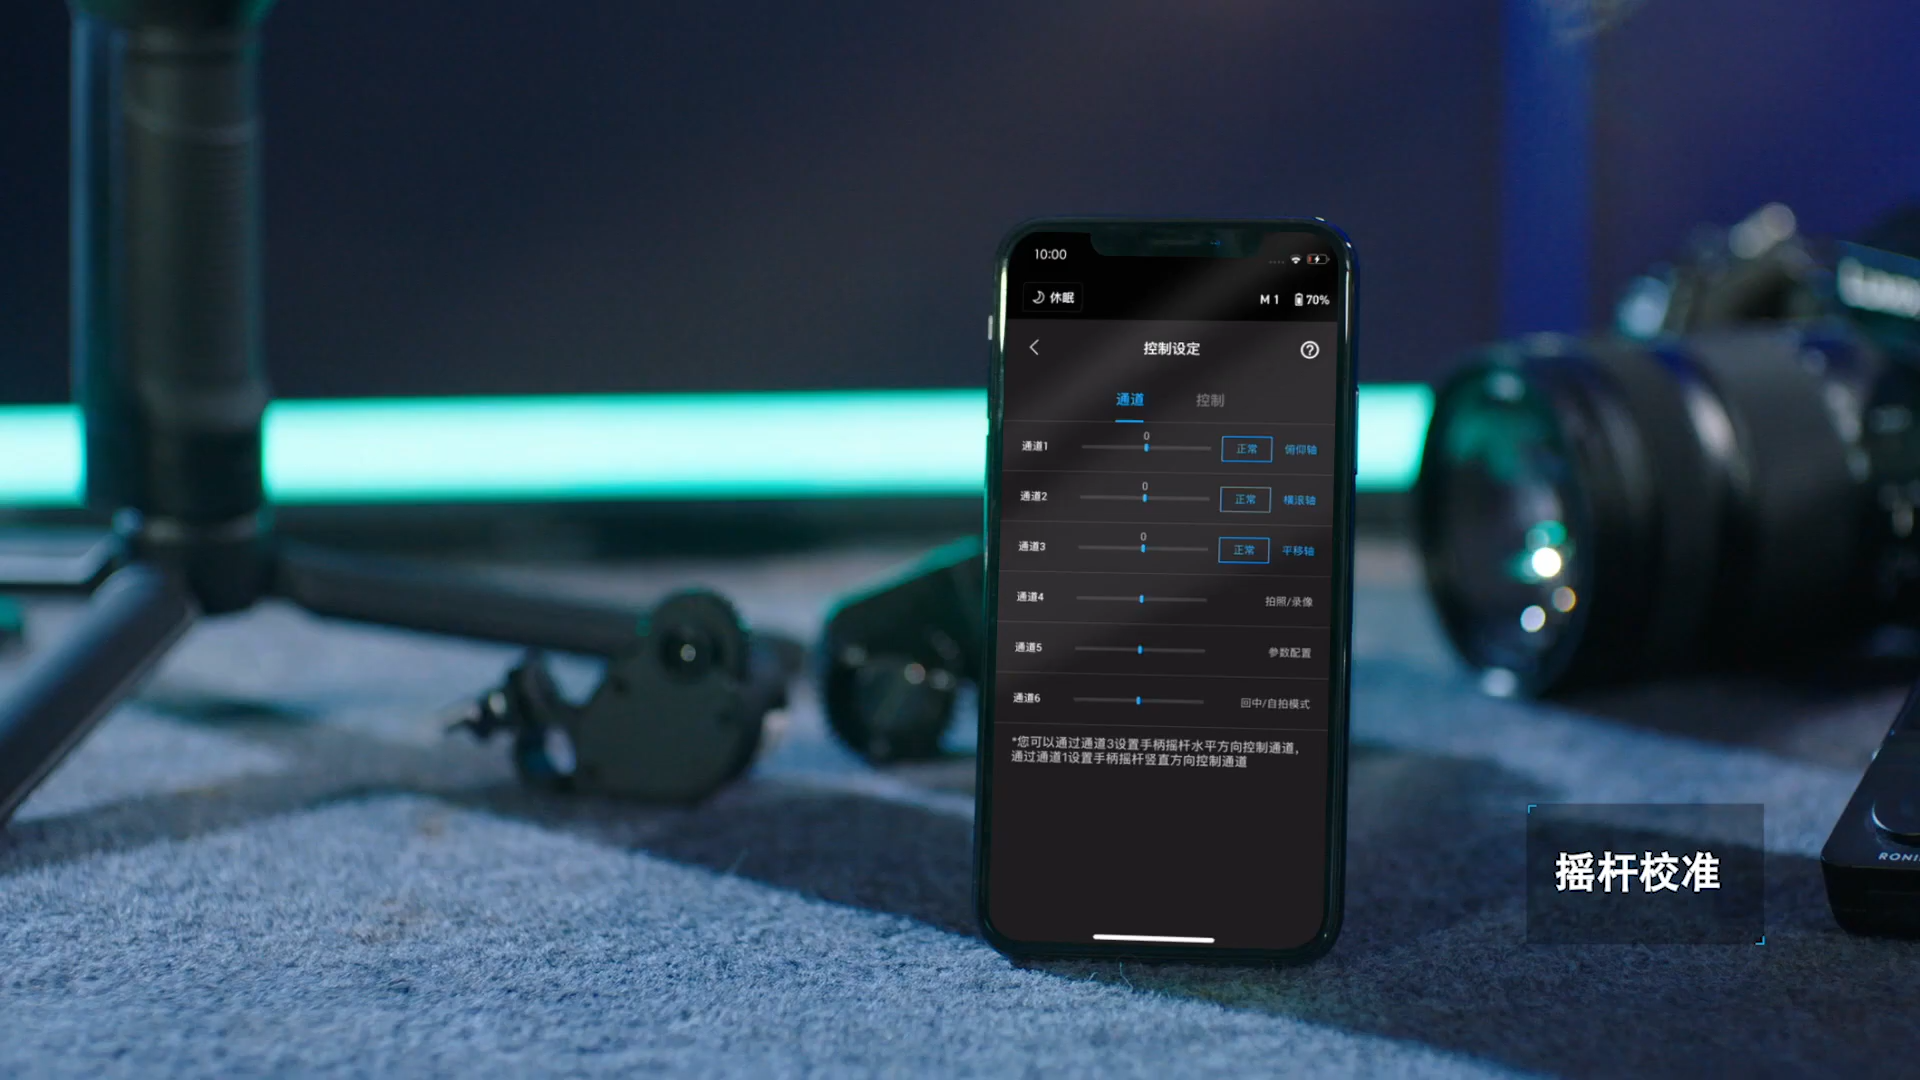 10:00
休眠
M 1
70%
控制设定
通道
控制
通道1
0
正常
俯仰轴
通道2
0
正常
横滚轴
通道3
0
正常
平移轴
通道4
拍照/录像
通道5
参数配置
通道6
回中/自拍模式
*您可以通过通道3设置手柄摇杆水平方向控制通道，
通过通道1设置手柄摇杆竖直方向控制通道
摇杆校准